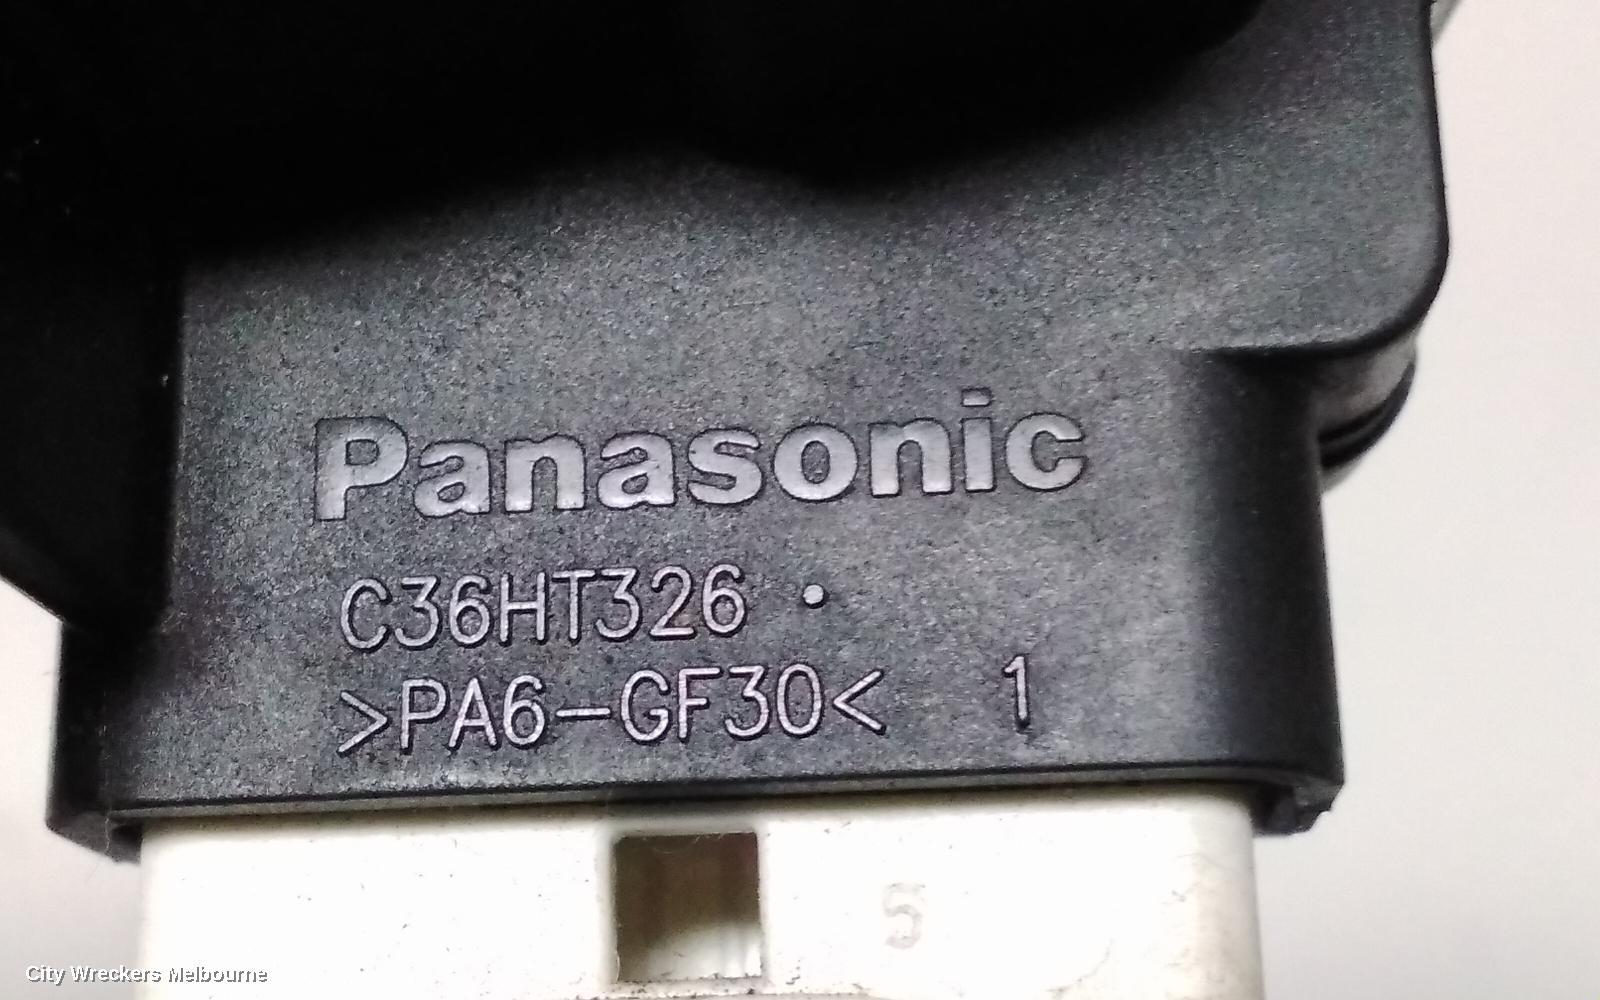 Panasonic
C36HT326 ·
>PA6-GF30< 1
5
City Wreckers Melbourne